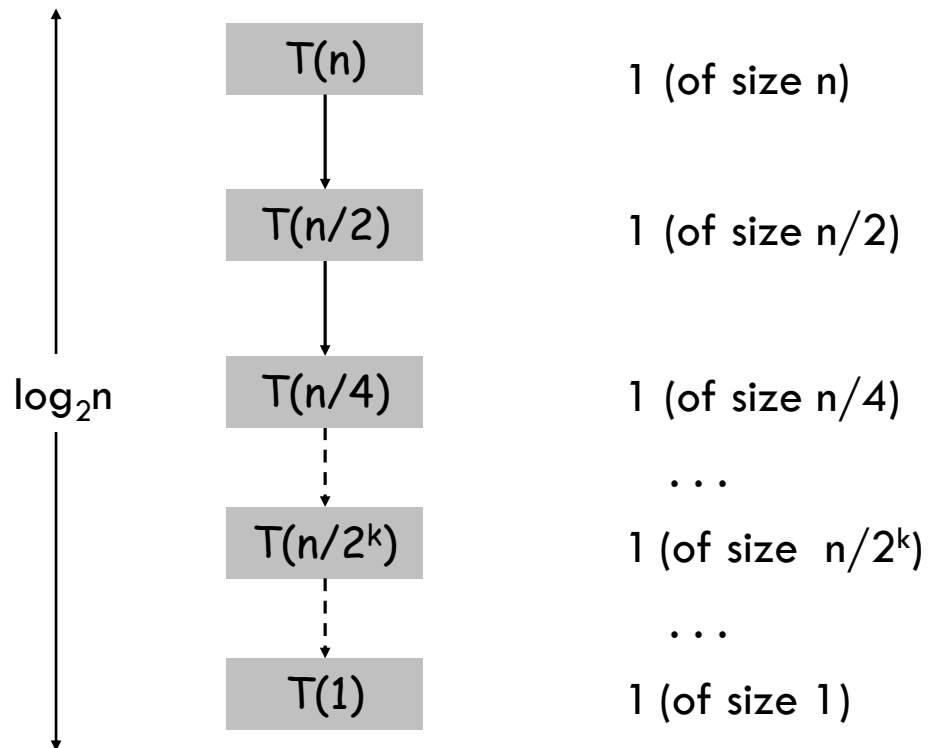 T(n) 1 (of size n)
T(n/2) 1 (of size n/2)
log₂n T(n/4) 1 (of size n/4)
. . .
T(n/2ᵏ) 1 (of size n/2ᵏ)
. . .
T(1) 1 (of size 1)